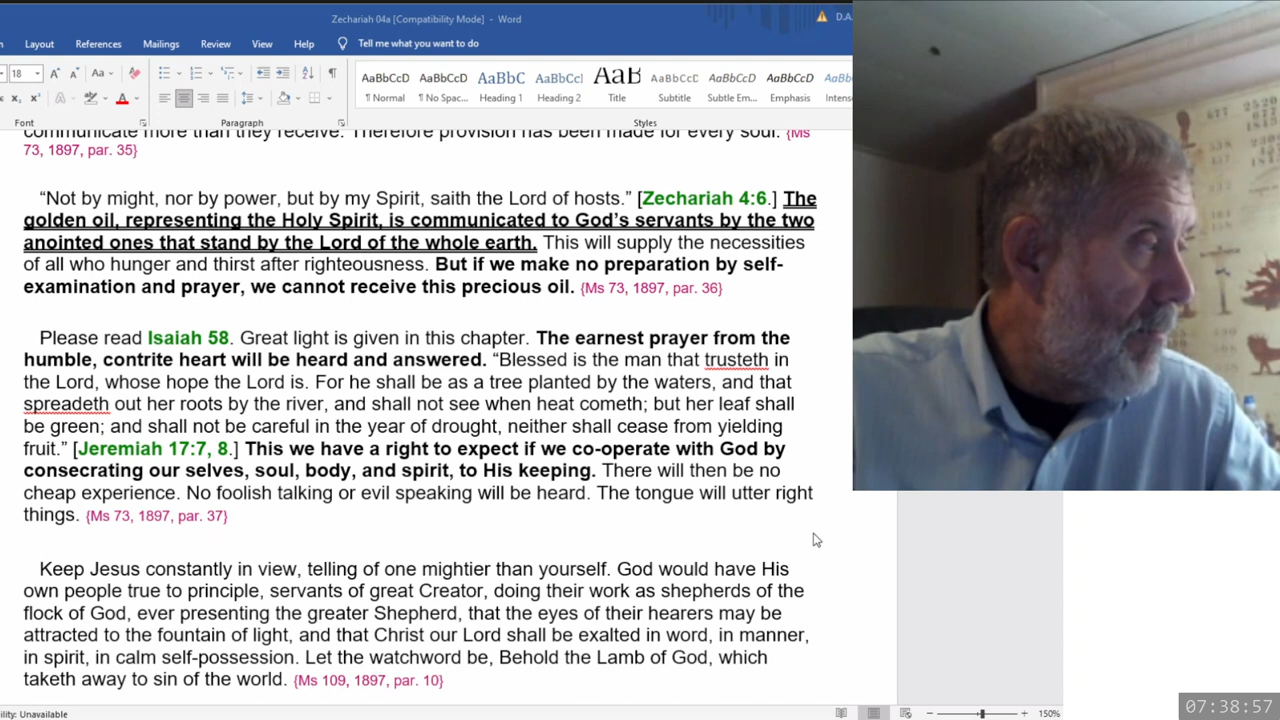 Zechariah 04a [Compatibility Mode] - Word
D.A.
Layout References Mailings Review View Help Tell me what you want to do
18 Aa
AaBbCcD AaBbCcD AaBbC AaBbCcI AaB AaBbCcD AaBbCcD AaBbCcD AaBb
¶ Normal ¶ No Spac... Heading 1 Heading 2 Title Subtitle Subtle Em... Emphasis Intens
Font Paragraph Styles
communicate more than they receive. Therefore provision has been made for every soul. {Ms
73, 1897, par. 35}
“Not by might, nor by power, but by my Spirit, saith the Lord of hosts.” [Zechariah 4:6.] The
golden oil, representing the Holy Spirit, is communicated to God’s servants by the two
anointed ones that stand by the Lord of the whole earth. This will supply the necessities
of all who hunger and thirst after righteousness. But if we make no preparation by self-
examination and prayer, we cannot receive this precious oil. {Ms 73, 1897, par. 36}
Please read Isaiah 58. Great light is given in this chapter. The earnest prayer from the
humble, contrite heart will be heard and answered. “Blessed is the man that trusteth in
the Lord, whose hope the Lord is. For he shall be as a tree planted by the waters, and that
spreadeth out her roots by the river, and shall not see when heat cometh; but her leaf shall
be green; and shall not be careful in the year of drought, neither shall cease from yielding
fruit.” [Jeremiah 17:7, 8.] This we have a right to expect if we co-operate with God by
consecrating our selves, soul, body, and spirit, to His keeping. There will then be no
cheap experience. No foolish talking or evil speaking will be heard. The tongue will utter right
things. {Ms 73, 1897, par. 37}
Keep Jesus constantly in view, telling of one mightier than yourself. God would have His
own people true to principle, servants of great Creator, doing their work as shepherds of the
flock of God, ever presenting the greater Shepherd, that the eyes of their hearers may be
attracted to the fountain of light, and that Christ our Lord shall be exalted in word, in manner,
in spirit, in calm self-possession. Let the watchword be, Behold the Lamb of God, which
taketh away to sin of the world. {Ms 109, 1897, par. 10}
ility: Unavailable
150%
07:38:57
677
2520